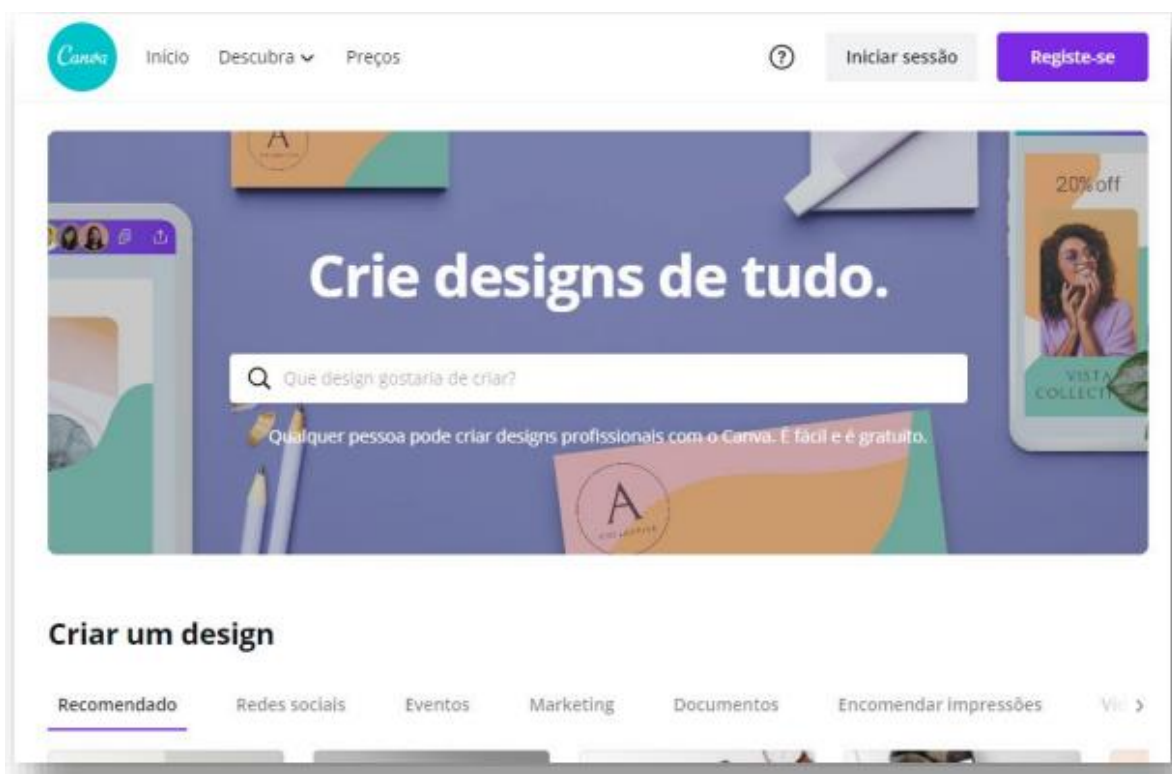 Canva
Início
Descubra
Preços
Iniciar sessão
Registe-se
A
20% off
Crie designs de tudo.
Que design gostaria de criar?
VISTA
Qualquer pessoa pode criar designs profissionais com o Canva. É fácil e é gratuito.
A
Criar um design
Recomendado
Redes sociais
Eventos
Marketing
Documentos
Encomendar impressões